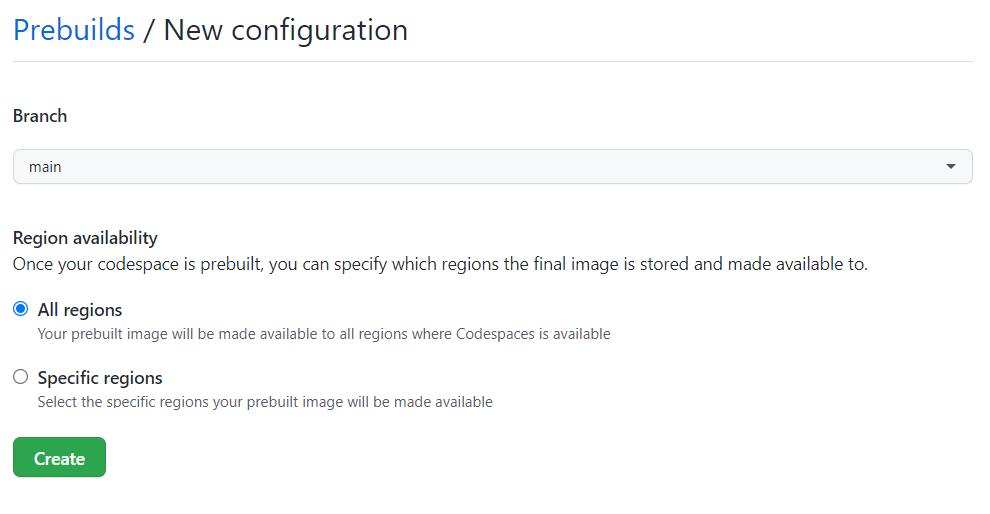 Prebuilds / New configuration
Branch
main
Region availability
Once your codespace is prebuilt, you can specify which regions the final image is stored and made available to.
All regions
Your prebuilt image will be made available to all regions where Codespaces is available
Specific regions
Select the specific regions your prebuilt image will be made available
Create